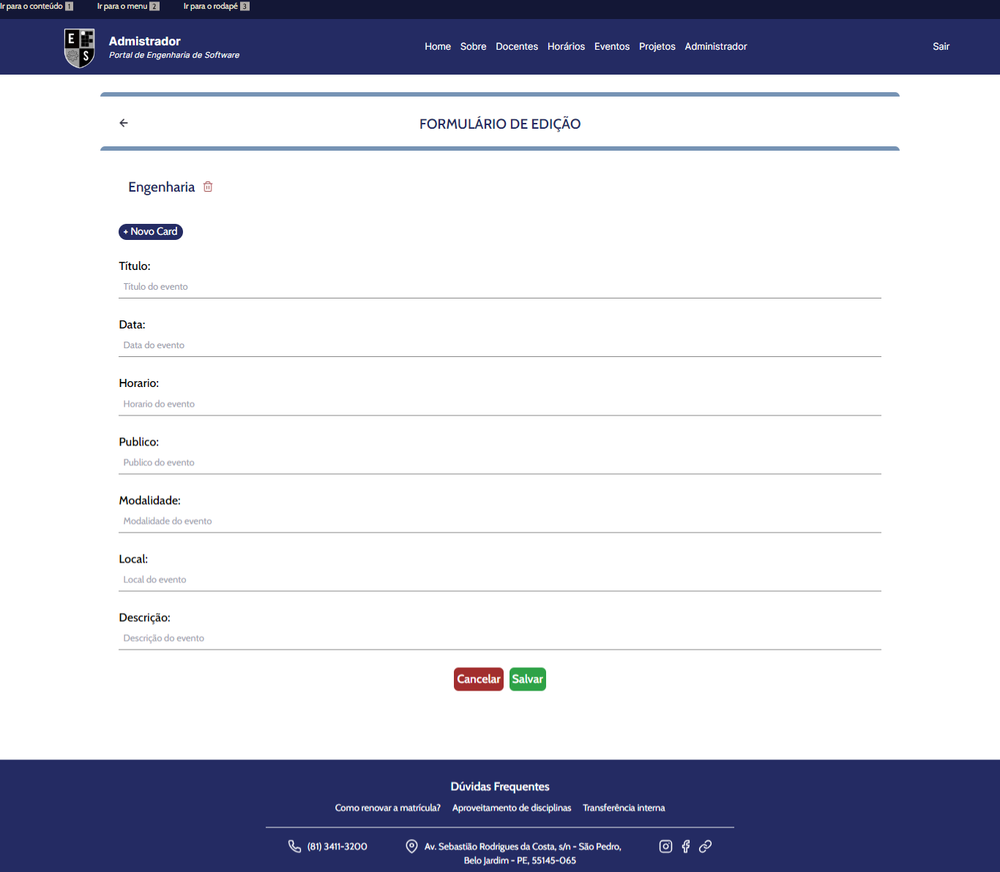 Ir para o conteúdo 1 Ir para o menu 2 Ir para o rodapé 3
E S
Admistrador
Portal de Engenharia de Software
Home Sobre Docentes Horários Eventos Projetos Administrador Sair
FORMULÁRIO DE EDIÇÃO
Engenharia
+ Novo Card
Título:
Título do evento
Data:
Data do evento
Horario:
Horario do evento
Publico:
Publico do evento
Modalidade:
Modalidade do evento
Local:
Local do evento
Descrição:
Descrição do evento
Cancelar Salvar
Dúvidas Frequentes
Como renovar a matrícula? Aproveitamento de disciplinas Transferência interna
(81) 3411-3200 Av. Sebastião Rodrigues da Costa, s/n - São Pedro,
Belo Jardim - PE, 55145-065